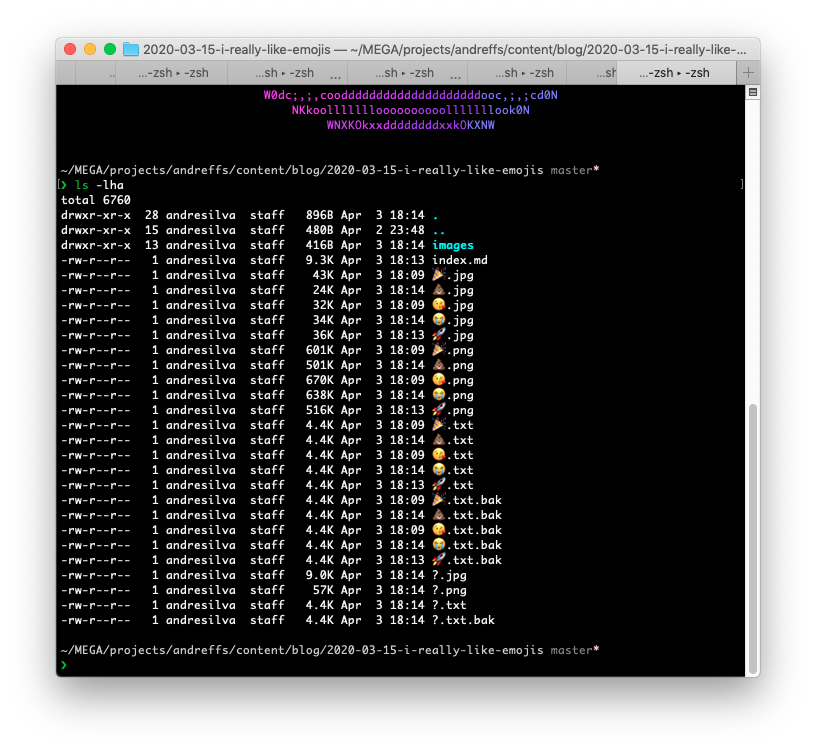 2020-03-15-i-really-like-emojis — ~/MEGA/projects/andreffs/content/blog/2020-03-15-i-really-like-...
.. ...-zsh ▸ -zsh ...sh ▸ -zsh ... ...sh ▸ -zsh ... ...sh ▸ -zsh ...sh ...-zsh ▸ -zsh +
W0dc;,;,cooddddddddddddddddddddooc,;,;cd0N
NKkoolllllllloooooooooolllllllook0N
WNXKOkxxddddddddxxkOKXNW
~/MEGA/projects/andreffs/content/blog/2020-03-15-i-really-like-emojis master*
❯ ls -lha
total 6760
drwxr-xr-x 28 andresilva staff 896B Apr 3 18:14 .
drwxr-xr-x 15 andresilva staff 480B Apr 2 23:48 ..
drwxr-xr-x 13 andresilva staff 416B Apr 3 18:14 images
-rw-r--r-- 1 andresilva staff 9.3K Apr 3 18:13 index.md
-rw-r--r-- 1 andresilva staff 43K Apr 3 18:09 🎉.jpg
-rw-r--r-- 1 andresilva staff 24K Apr 3 18:14 💩.jpg
-rw-r--r-- 1 andresilva staff 32K Apr 3 18:09 😘.jpg
-rw-r--r-- 1 andresilva staff 34K Apr 3 18:14 😭.jpg
-rw-r--r-- 1 andresilva staff 36K Apr 3 18:13 🚀.jpg
-rw-r--r-- 1 andresilva staff 601K Apr 3 18:09 🎉.png
-rw-r--r-- 1 andresilva staff 501K Apr 3 18:14 💩.png
-rw-r--r-- 1 andresilva staff 670K Apr 3 18:09 😘.png
-rw-r--r-- 1 andresilva staff 638K Apr 3 18:14 😭.png
-rw-r--r-- 1 andresilva staff 516K Apr 3 18:13 🚀.png
-rw-r--r-- 1 andresilva staff 4.4K Apr 3 18:09 🎉.txt
-rw-r--r-- 1 andresilva staff 4.4K Apr 3 18:14 💩.txt
-rw-r--r-- 1 andresilva staff 4.4K Apr 3 18:09 😘.txt
-rw-r--r-- 1 andresilva staff 4.4K Apr 3 18:14 😭.txt
-rw-r--r-- 1 andresilva staff 4.4K Apr 3 18:13 🚀.txt
-rw-r--r-- 1 andresilva staff 4.4K Apr 3 18:09 🎉.txt.bak
-rw-r--r-- 1 andresilva staff 4.4K Apr 3 18:14 💩.txt.bak
-rw-r--r-- 1 andresilva staff 4.4K Apr 3 18:09 😘.txt.bak
-rw-r--r-- 1 andresilva staff 4.4K Apr 3 18:14 😭.txt.bak
-rw-r--r-- 1 andresilva staff 4.4K Apr 3 18:13 🚀.txt.bak
-rw-r--r-- 1 andresilva staff 9.0K Apr 3 18:14 ?.jpg
-rw-r--r-- 1 andresilva staff 57K Apr 3 18:14 ?.png
-rw-r--r-- 1 andresilva staff 4.4K Apr 3 18:14 ?.txt
-rw-r--r-- 1 andresilva staff 4.4K Apr 3 18:14 ?.txt.bak
~/MEGA/projects/andreffs/content/blog/2020-03-15-i-really-like-emojis master*
❯